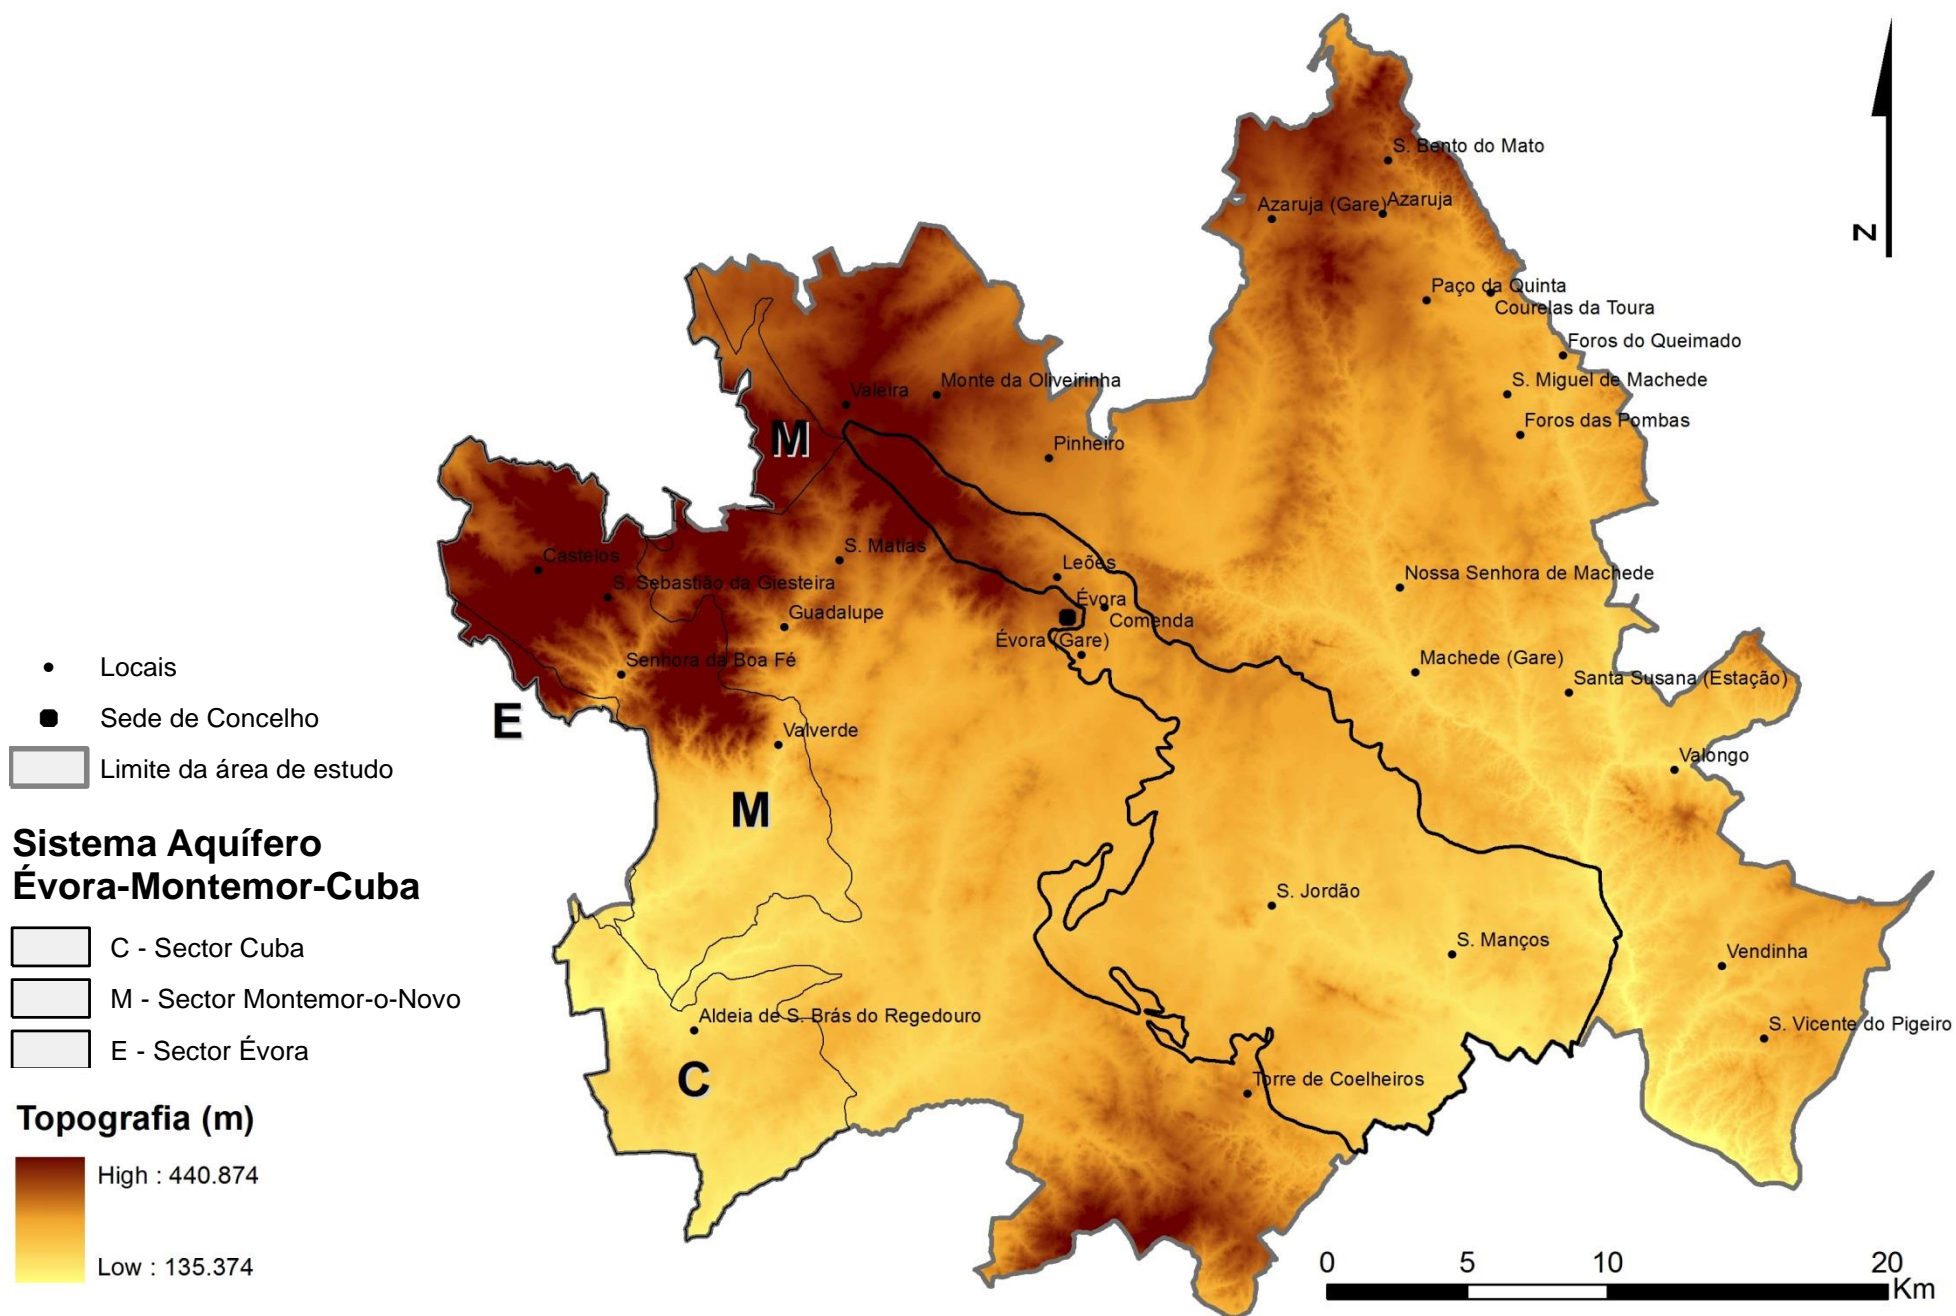 S. Bento do Mato
Azaruja (Gare)
Azaruja
N
Paço da Quinta
Courelas da Toura
Foros do Queimado
Valeira
Monte da Oliveirinha
S. Miguel de Machede
Foros das Pombas
M
Pinheiro
Castelos
S. Matias
Leões
S. Sebastião da Giesteira
Nossa Senhora de Machede
Guadalupe
Évora
Comenda
Évora (Gare)
Senhora da Boa Fé
Machede (Gare)
Santa Susana (Estação)
Locais
E
Sede de Concelho
Valverde
Valongo
Limite da área de estudo
M
Sistema Aquífero
Évora-Montemor-Cuba
S. Jordão
C - Sector Cuba
S. Manços
Vendinha
M - Sector Montemor-o-Novo
Aldeia de S. Brás do Regedouro
S. Vicente do Pigeiro
E - Sector Évora
C
Torre de Coelheiros
Topografia (m)
High : 440.874
Low : 135.374
0 5 10 20
Km